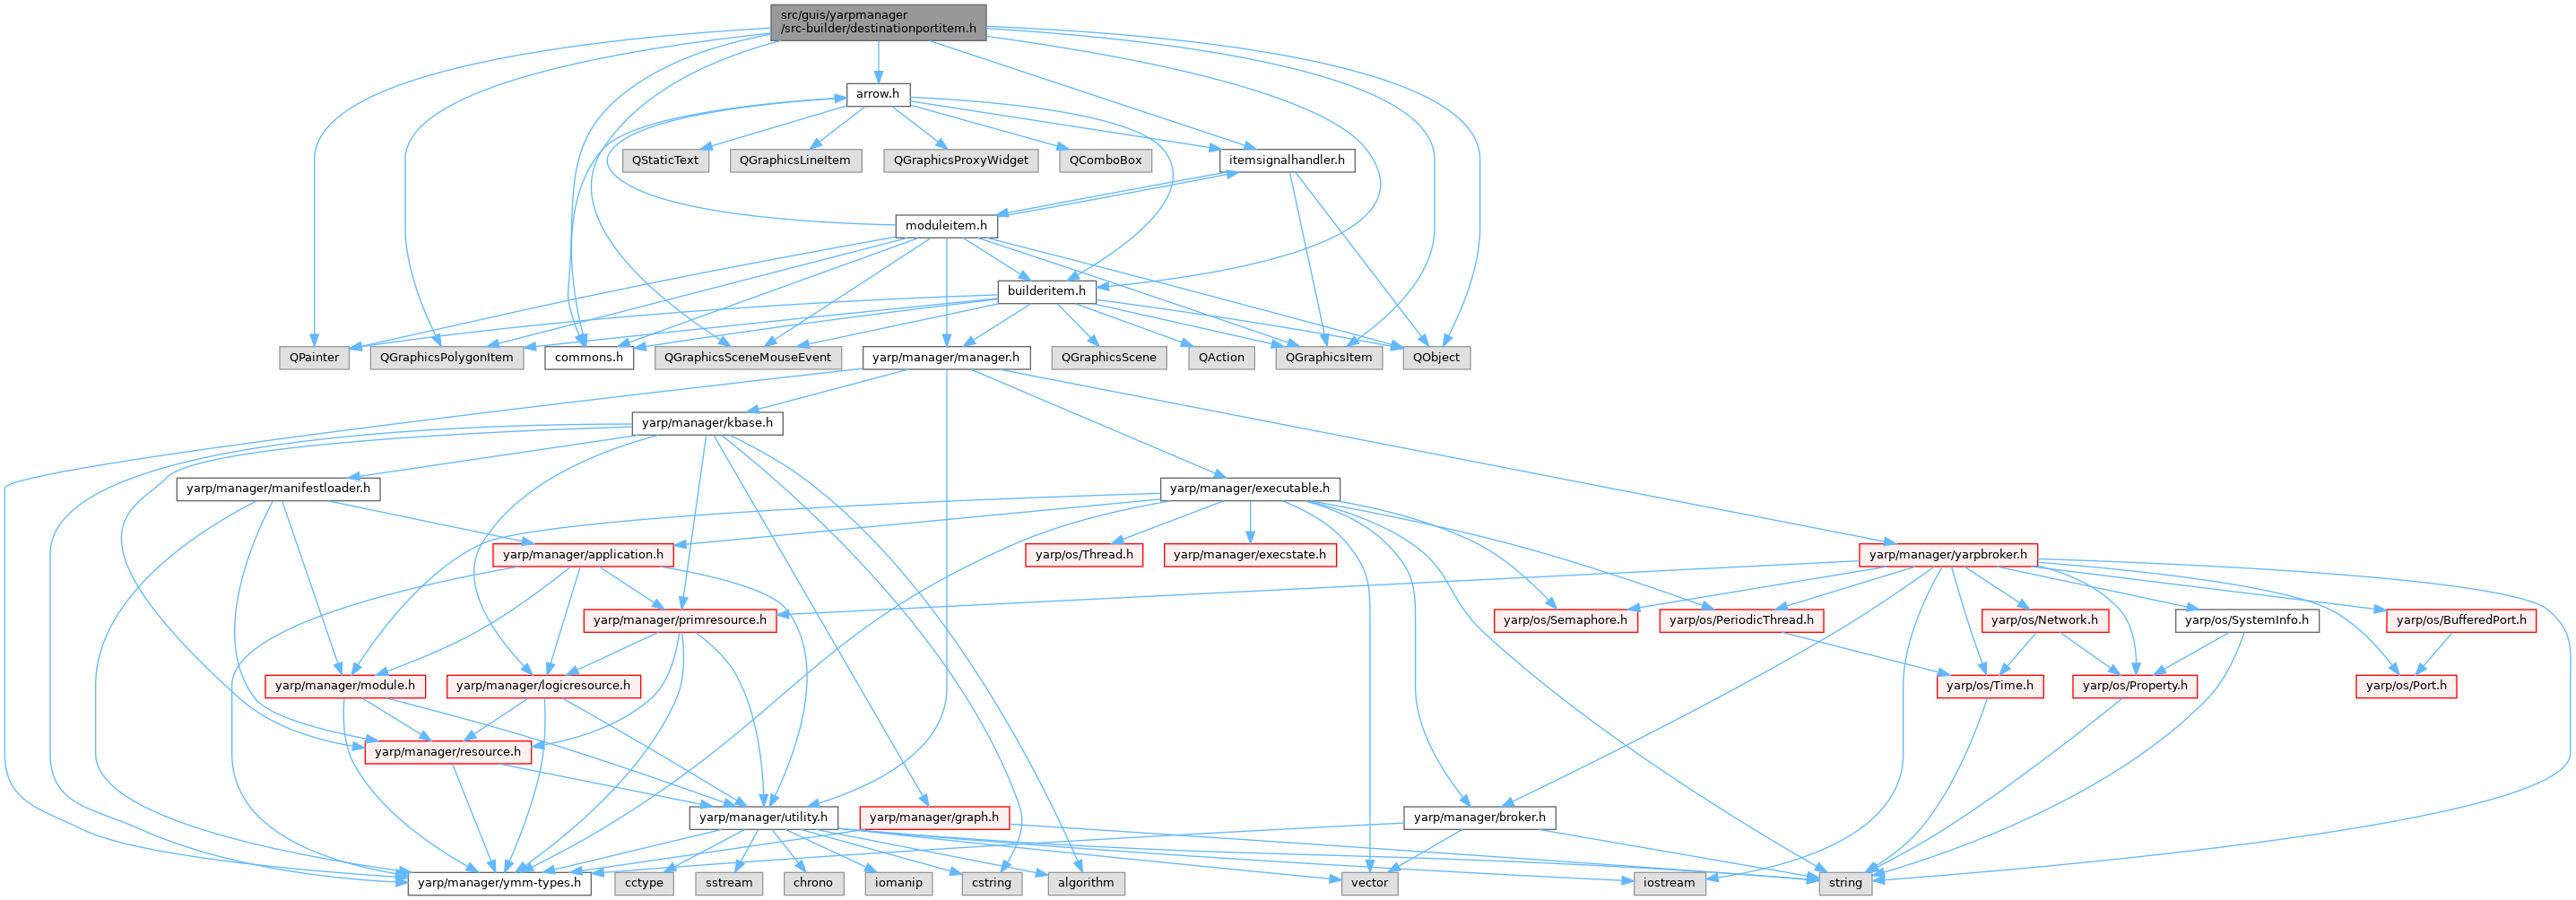 src/guis/yarpmanager
/src-builder/destinationportitem.h
arrow.h
QStaticText
QGraphicsLineItem
QGraphicsProxyWidget
QComboBox
itemsignalhandler.h
moduleitem.h
builderitem.h
QPainter
QGraphicsPolygonItem
commons.h
QGraphicsSceneMouseEvent
yarp/manager/manager.h
QGraphicsScene
QAction
QGraphicsItem
QObject
yarp/manager/kbase.h
yarp/manager/manifestloader.h
yarp/manager/executable.h
yarp/manager/application.h
yarp/os/Thread.h
yarp/manager/execstate.h
yarp/manager/yarpbroker.h
yarp/manager/primresource.h
yarp/os/Semaphore.h
yarp/os/PeriodicThread.h
yarp/os/Network.h
yarp/os/SystemInfo.h
yarp/os/BufferedPort.h
yarp/manager/module.h
yarp/manager/logicresource.h
yarp/os/Time.h
yarp/os/Property.h
yarp/os/Port.h
yarp/manager/resource.h
yarp/manager/utility.h
yarp/manager/graph.h
yarp/manager/broker.h
yarp/manager/ymm-types.h
cctype
sstream
chrono
iomanip
cstring
algorithm
vector
iostream
string